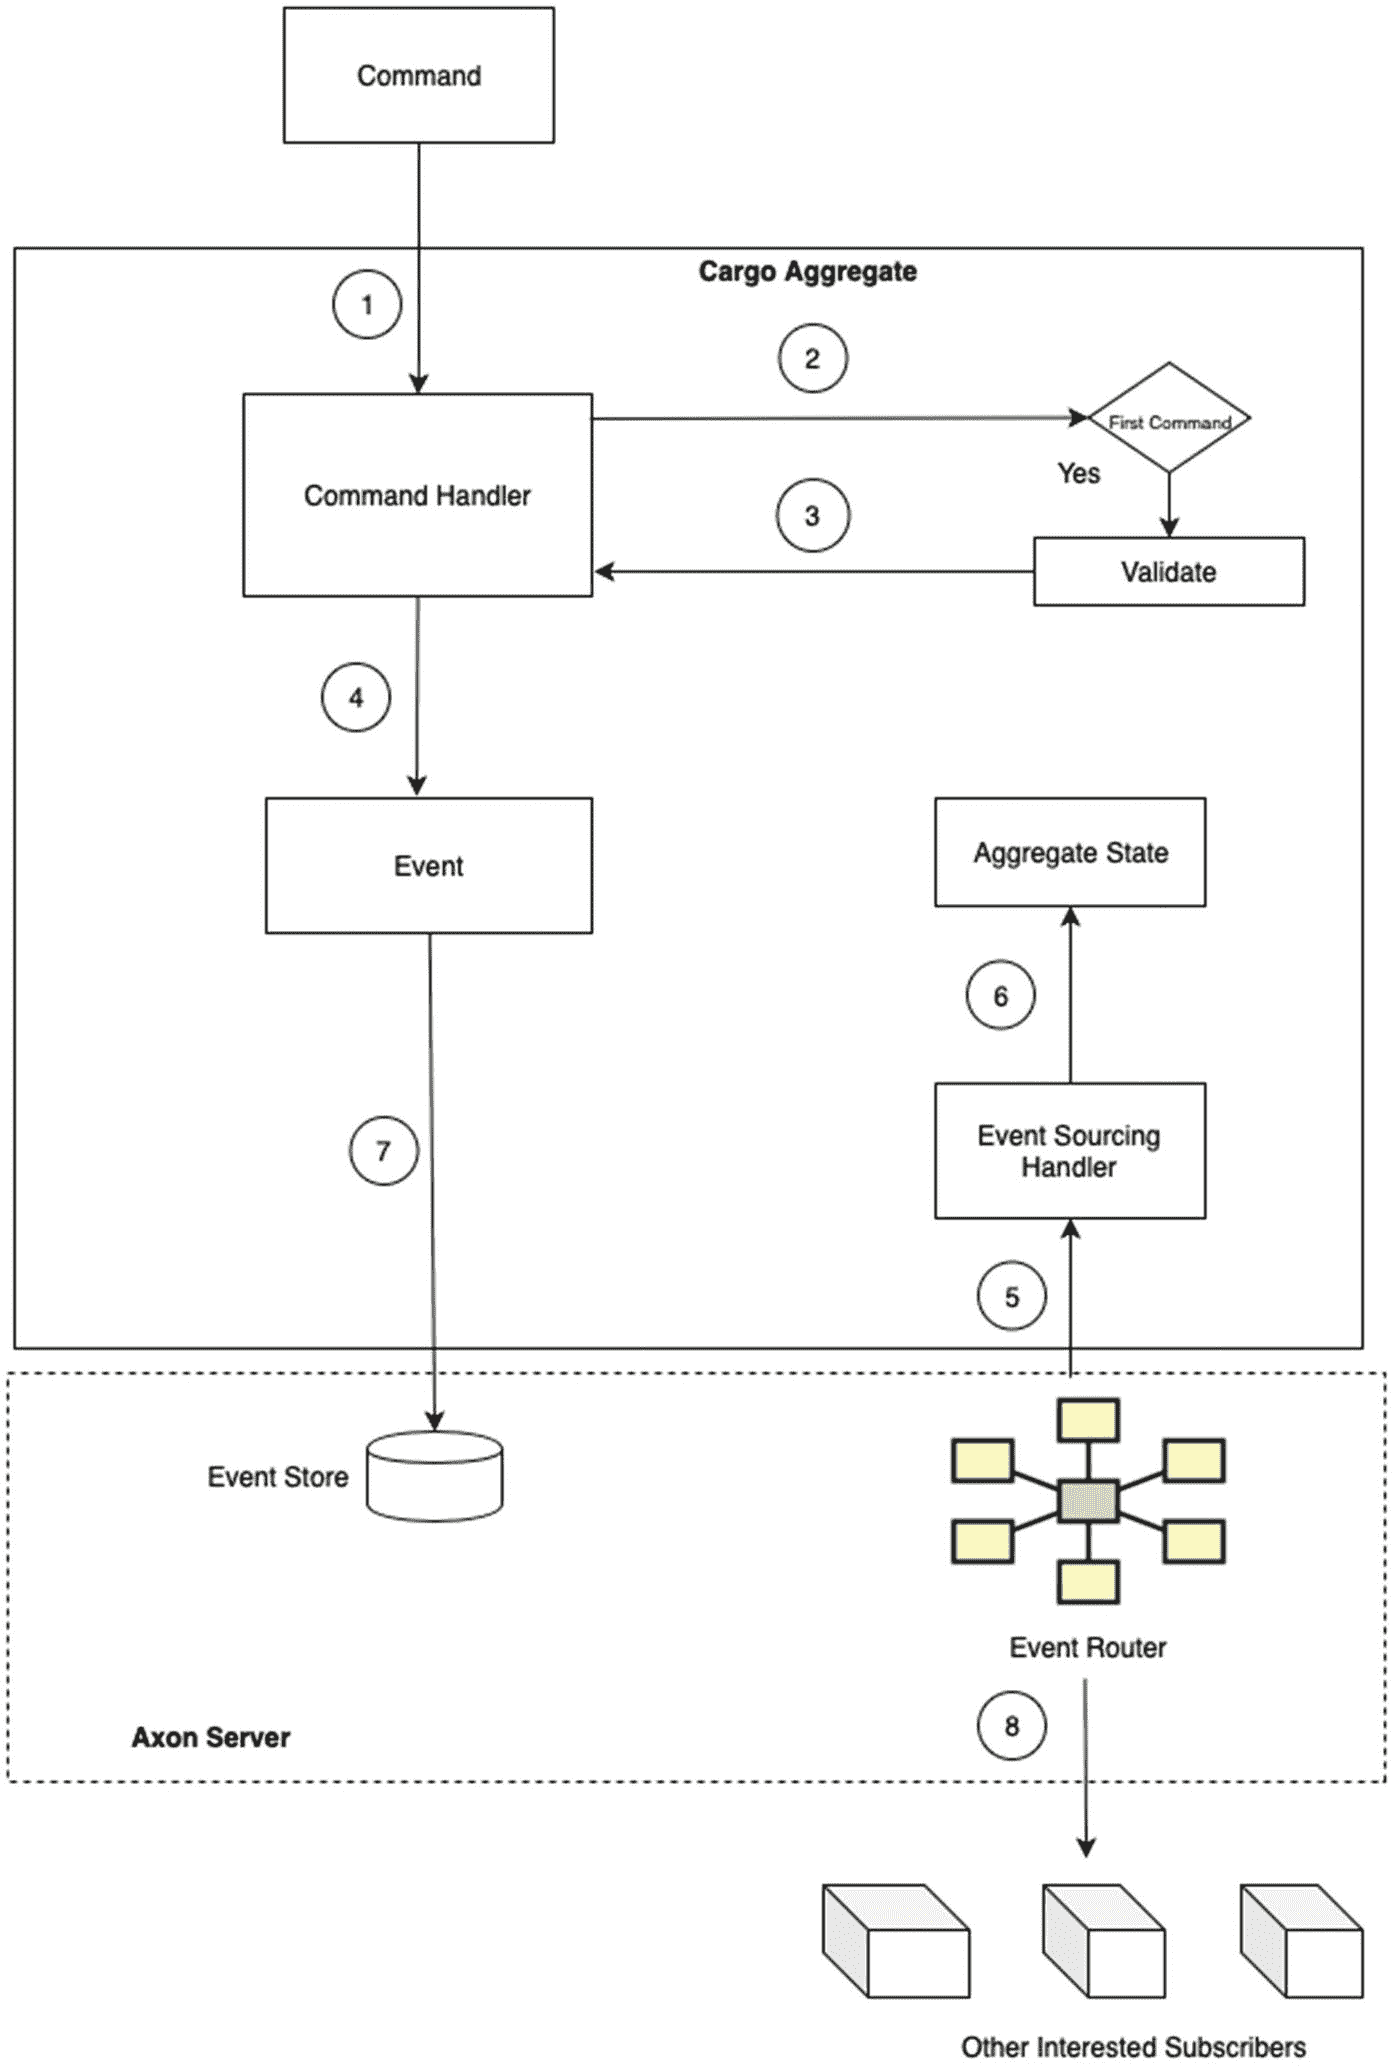 Command
Cargo Aggregate
1
2
First Command
Yes
Command Handler
3
Validate
4
Event
Aggregate State
6
7
Event Sourcing
Handler
5
Event Store
Event Router
8
Axon Server
Other Interested Subscribers